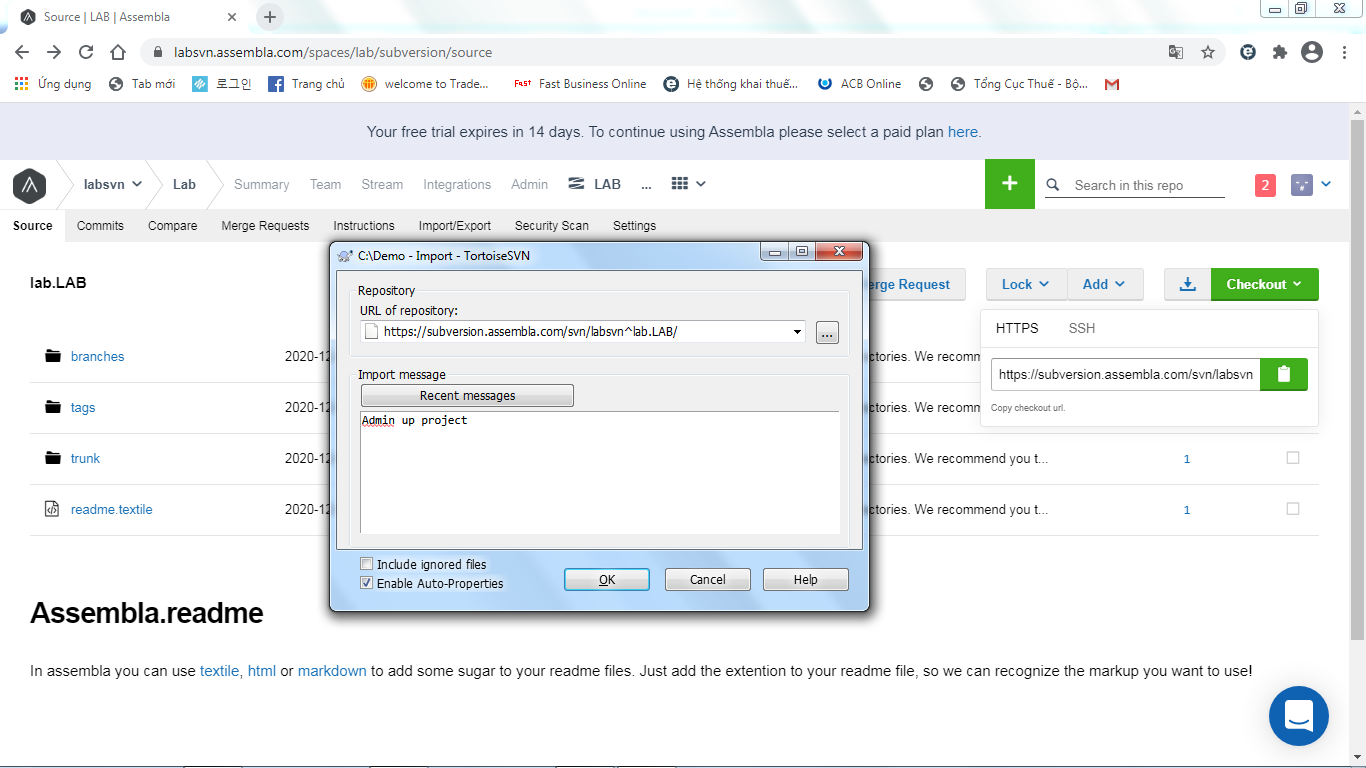 Source | LAB | Assembla
labsvn.assembla.com/spaces/lab/subversion/source
Ứng dụng
Tab mới
로그인
Trang chủ
welcome to Trade...
Fast
Fast Business Online
Hệ thống khai thuế...
ACB Online
Tổng Cục Thuế - Bộ...
Your free trial expires in 14 days. To continue using Assembla please select a paid plan here.
labsvn
Lab
Summary
Team
Stream
Integrations
Admin
LAB
...
+
Search in this repo
2
Source
Commits
Compare
Merge Requests
Instructions
Import/Export
Security Scan
Settings
C:\Demo - Import - TortoiseSVN
lab.LAB
Request
Lock
Add
Checkout
Repository
URL of repository:
https://subversion.assembla.com/svn/labsvn^lab.LAB/
...
HTTPS
SSH
branches
2020-12
ctories. We recomm
https://subversion.assembla.com/svn/labsvn
Copy checkout url.
Import message
Recent messages
Admin up project
tags
2020-12
ctories. We recomm
trunk
2020-12
ctories. We recommend you t...
1
readme.textile
2020-12
ctories. We recommend you t...
1
Include ignored files
Enable Auto-Properties
OK
Cancel
Help
Assembla.readme
In assembla you can use textile, html or markdown to add some sugar to your readme files. Just add the extention to your readme file, so we can recognize the markup you want to use!